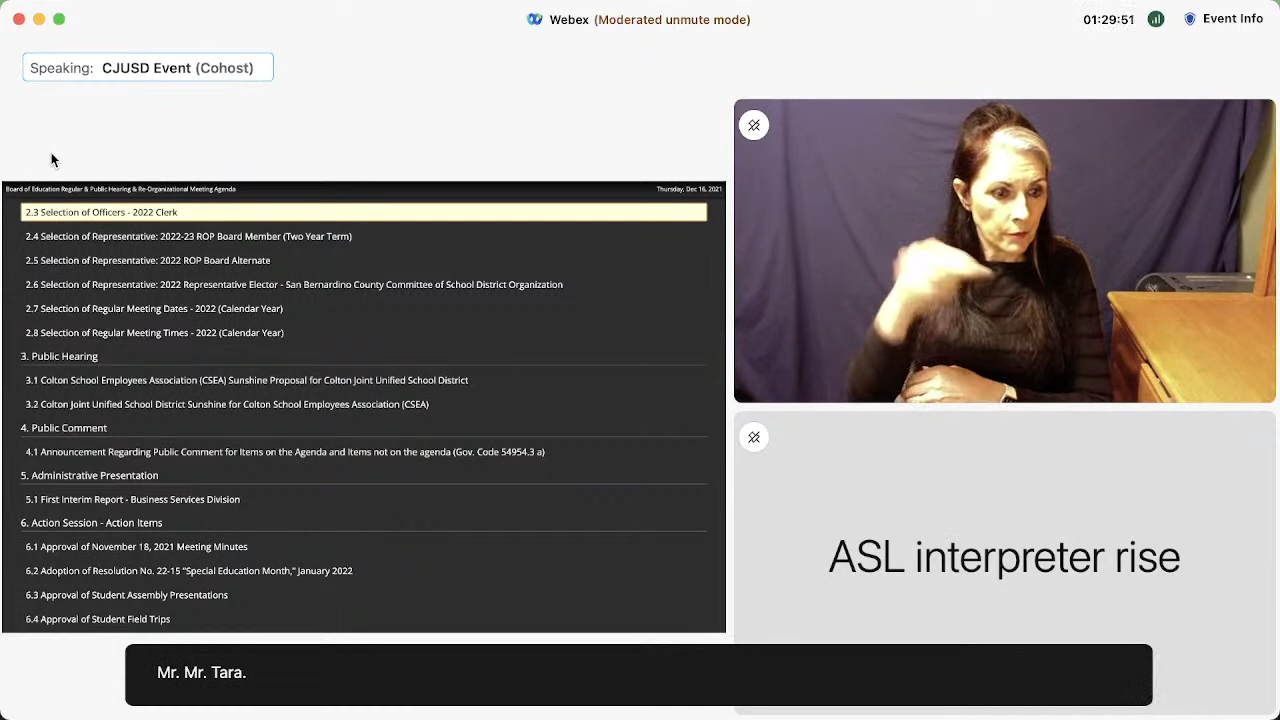 Webex (Moderated unmute mode)
01:29:51
Event Info
Speaking: CJUSD Event (Cohost)
Board of Education Regular & Public Hearing & Re-Organizational Meeting Agenda
Thursday, Dec 16, 2021
2.3 Selection of Officers - 2022 Clerk
2.4 Selection of Representative: 2022-23 ROP Board Member (Two Year Term)
2.5 Selection of Representative: 2022 ROP Board Alternate
2.6 Selection of Representative: 2022 Representative Elector - San Bernardino County Committee of School District Organization
2.7 Selection of Regular Meeting Dates - 2022 (Calendar Year)
2.8 Selection of Regular Meeting Times - 2022 (Calendar Year)
3. Public Hearing
3.1 Colton School Employees Association (CSEA) Sunshine Proposal for Colton Joint Unified School District
3.2 Colton Joint Unified School District Sunshine for Colton School Employees Association (CSEA)
4. Public Comment
4.1 Announcement Regarding Public Comment for Items on the Agenda and Items not on the agenda (Gov. Code 54954.3 a)
5. Administrative Presentation
5.1 First Interim Report - Business Services Division
6. Action Session - Action Items
6.1 Approval of November 18, 2021 Meeting Minutes
6.2 Adoption of Resolution No. 22-15 "Special Education Month," January 2022
6.3 Approval of Student Assembly Presentations
6.4 Approval of Student Field Trips
ASL interpreter rise
Mr. Mr. Tara.